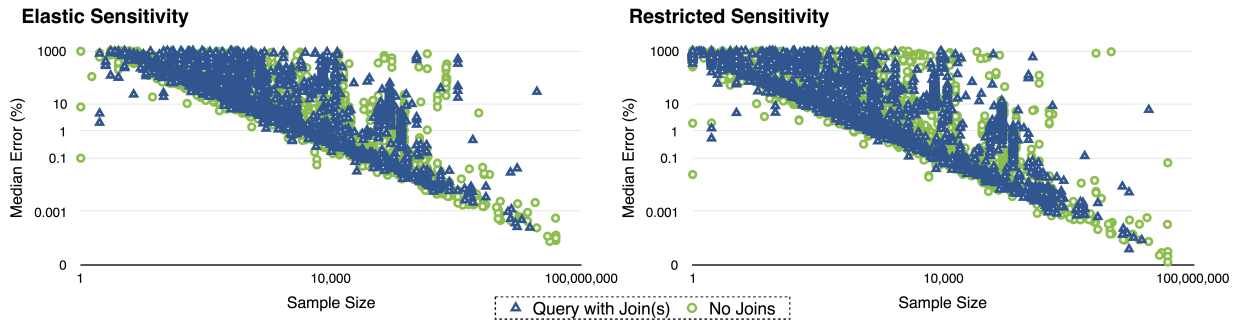 Elastic Sensitivity
Median Error (%)
1000
10
1
0.1
0.001
0
1
10,000
100,000,000
Sample Size
Restricted Sensitivity
Median Error (%)
1000
10
1
0.1
0.001
0
1
10,000
100,000,000
Sample Size
Query with Join(s)
No Joins